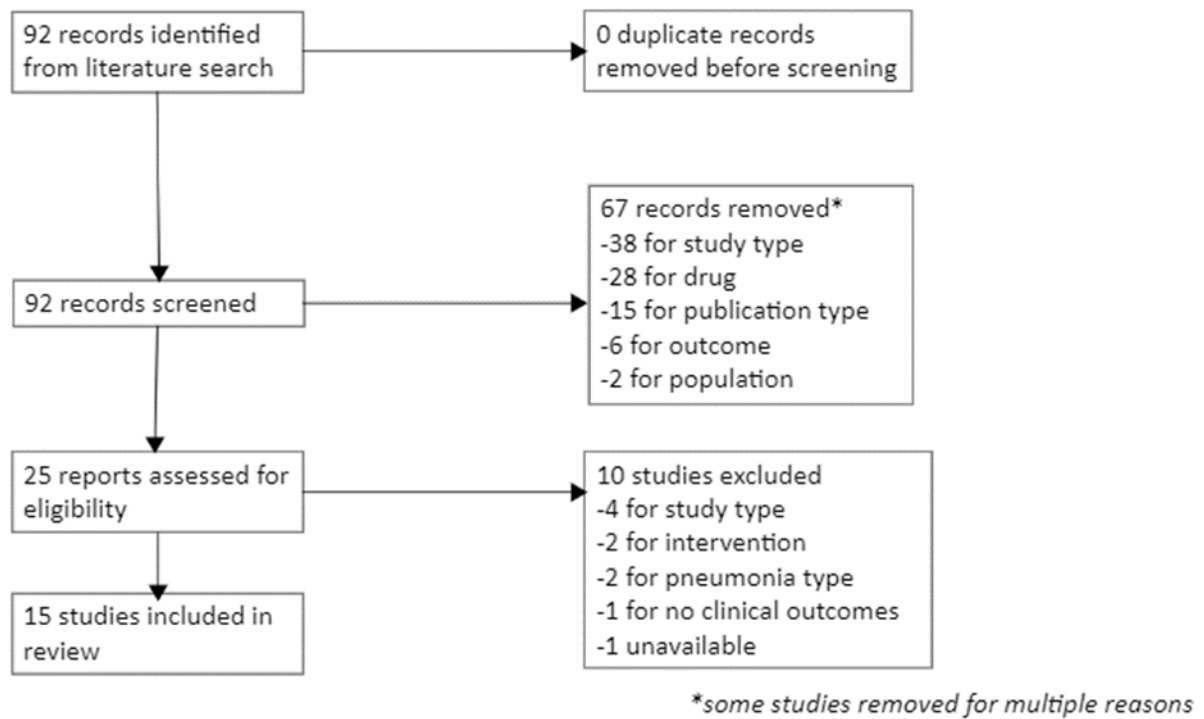 92 records identified
from literature search
0 duplicate records
removed before screening
67 records removed*
-38 for study type
-28 for drug
-15 for publication type
-6 for outcome
-2 for population
92 records screened
25 reports assessed for
eligibility
10 studies excluded
-4 for study type
-2 for intervention
-2 for pneumonia type
-1 for no clinical outcomes
-1 unavailable
15 studies included in
review
*some studies removed for multiple reasons